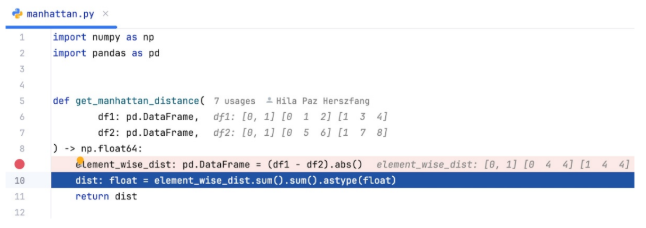 manhattan.py ×
1 import numpy as np
2 import pandas as pd
3
4
5 def get_manhattan_distance( 7 usages Hila Paz Herszfang
6 df1: pd.DataFrame, df1: [0, 1] [0 1 2] [1 3 4]
7 df2: pd.DataFrame, df2: [0, 1] [0 5 6] [1 7 8]
8 ) -> np.float64:
element_wise_dist: pd.DataFrame = (df1 - df2).abs() element_wise_dist: [0, 1] [0 4 4] [1 4 4]
10 dist: float = element_wise_dist.sum().sum().astype(float)
11 return dist
12